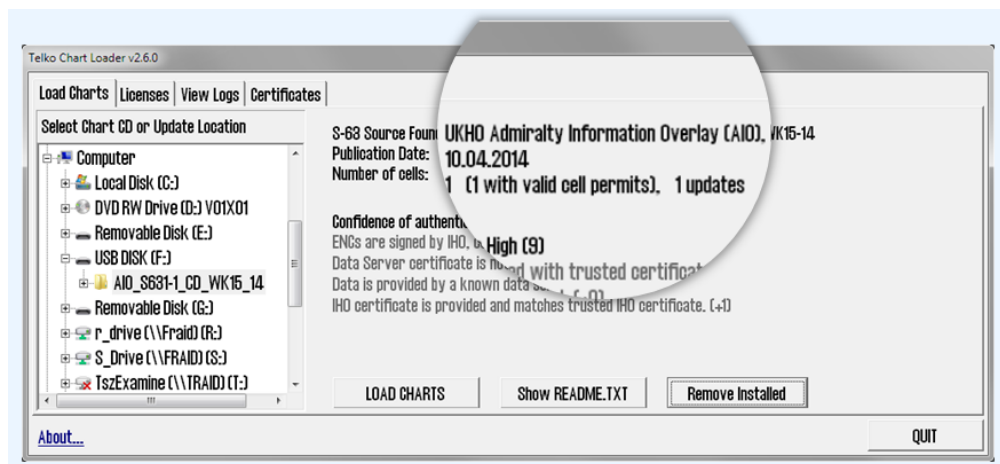 Telko Chart Loader v2.6.0
Load Charts Licenses View Logs Certificates
Select Chart CD or Update Location
Computer
Local Disk (C:)
DVD RW Drive (D:) V01X01
Removable Disk (E:)
USB DISK (F:)
AIO_S631-1_CD_WK15_14
Removable Disk (G:)
r_drive (\\Fraid) (R:)
S_Drive (\\FRAID) (S:)
TszExamine (\\TRAID) (T:)
S-63 Source Foun UKHO Admiralty Information Overlay (AIO), WK15-14
Publication Date: 10.04.2014
Number of cells: 1 (1 with valid cell permits), 1 updates
Confidence of authent High (9)
ENCs are signed by IHO,
Data Server certificate is with trusted certificat
Data is provided by a known data
IHO certificate is provided and matches trusted IHO certificate. (+1)
LOAD CHARTS
Show README.TXT
Remove Installed
About...
QUIT